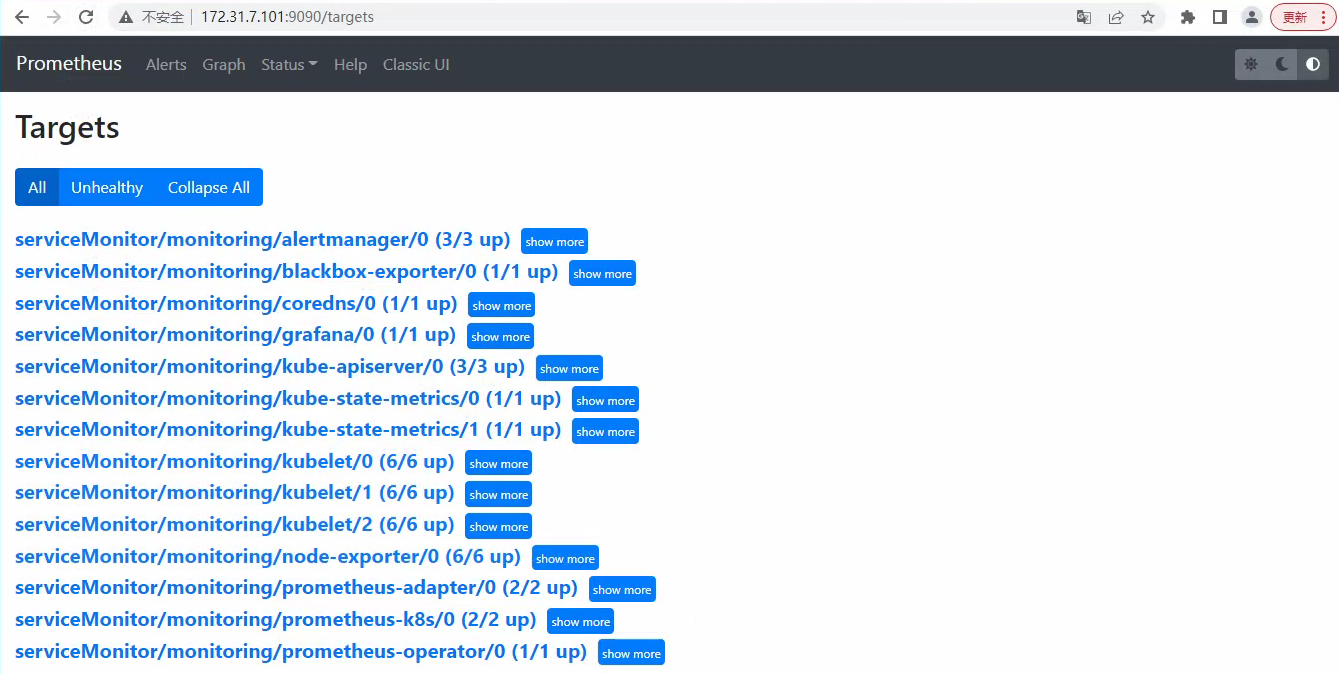 不安全 | 172.31.7.101:9090/targets 更新
Prometheus Alerts Graph Status Help Classic UI
Targets
All Unhealthy Collapse All
serviceMonitor/monitoring/alertmanager/0 (3/3 up) show more
serviceMonitor/monitoring/blackbox-exporter/0 (1/1 up) show more
serviceMonitor/monitoring/coredns/0 (1/1 up) show more
serviceMonitor/monitoring/grafana/0 (1/1 up) show more
serviceMonitor/monitoring/kube-apiserver/0 (3/3 up) show more
serviceMonitor/monitoring/kube-state-metrics/0 (1/1 up) show more
serviceMonitor/monitoring/kube-state-metrics/1 (1/1 up) show more
serviceMonitor/monitoring/kubelet/0 (6/6 up) show more
serviceMonitor/monitoring/kubelet/1 (6/6 up) show more
serviceMonitor/monitoring/kubelet/2 (6/6 up) show more
serviceMonitor/monitoring/node-exporter/0 (6/6 up) show more
serviceMonitor/monitoring/prometheus-adapter/0 (2/2 up) show more
serviceMonitor/monitoring/prometheus-k8s/0 (2/2 up) show more
serviceMonitor/monitoring/prometheus-operator/0 (1/1 up) show more